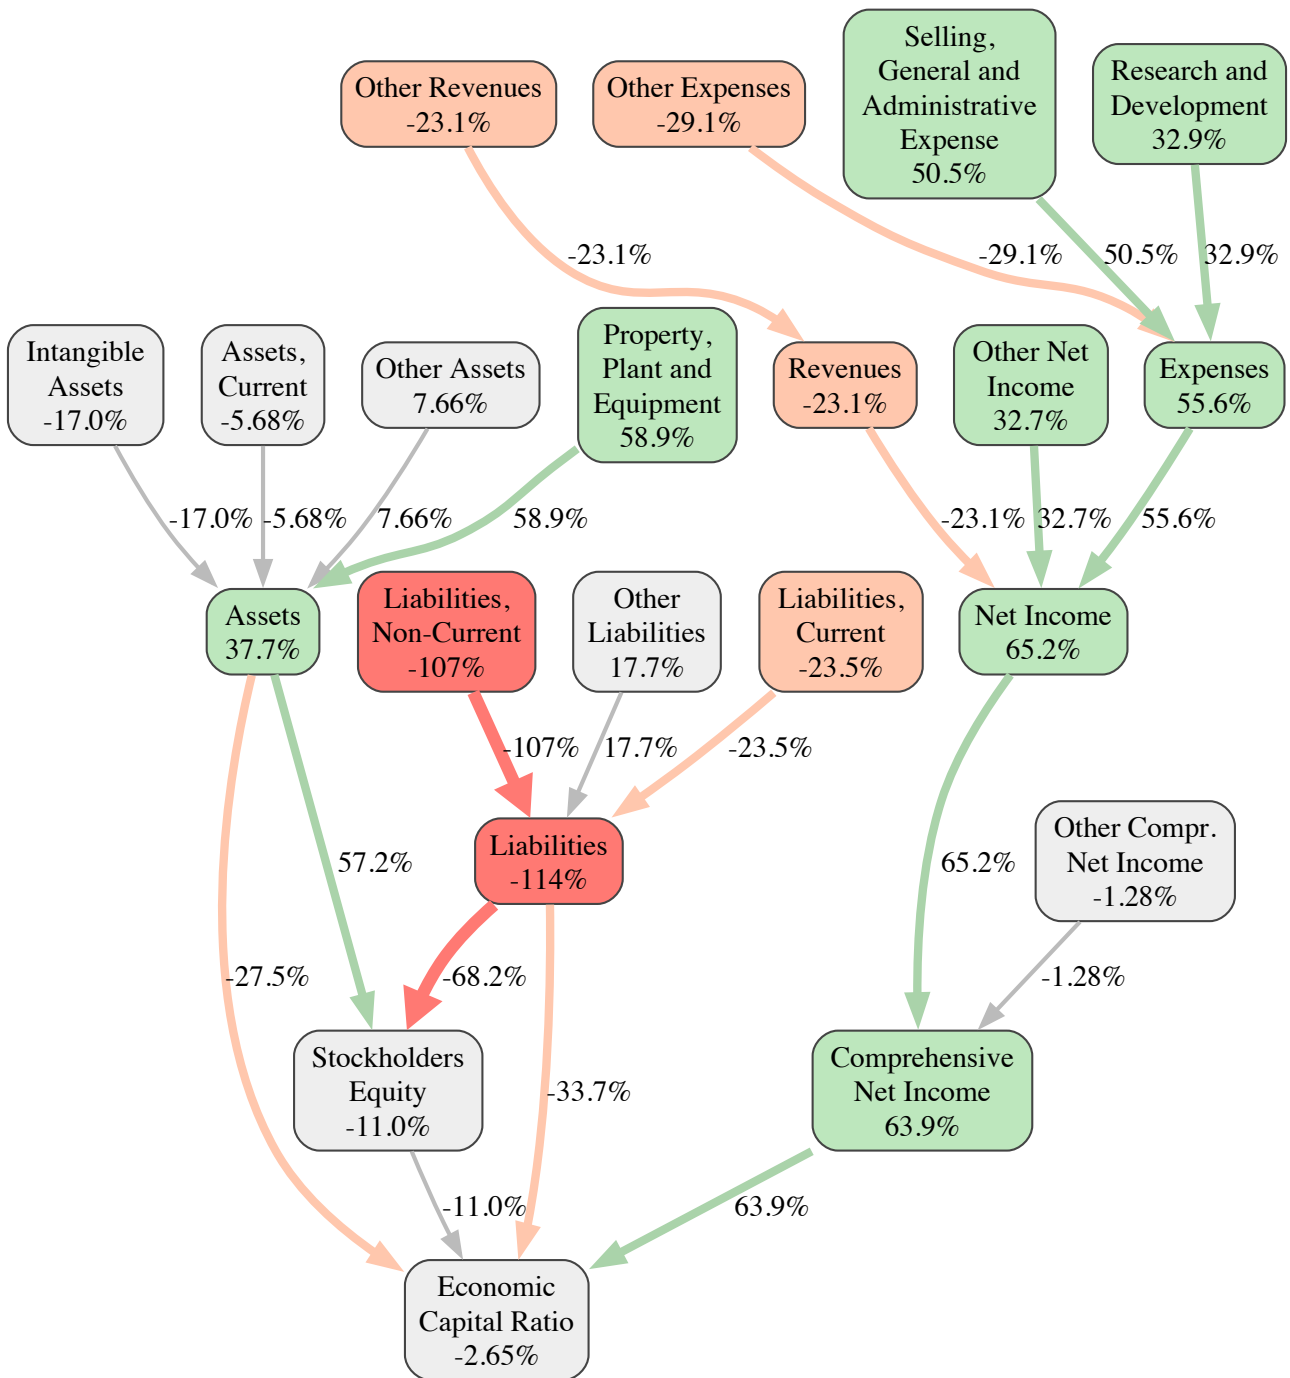 Selling,
General and
Administrative
Expense
50.5%
Other Revenues
-23.1%
Other Expenses
-29.1%
Research and
Development
32.9%
-23.1%
-29.1%
50.5%
32.9%
Intangible
Assets
-17.0%
Assets,
Current
-5.68%
Other Assets
7.66%
Property,
Plant and
Equipment
58.9%
Revenues
-23.1%
Other Net
Income
32.7%
Expenses
55.6%
-17.0%
-5.68%
7.66%
58.9%
-23.1%
32.7%
55.6%
Assets
37.7%
Liabilities,
Non-Current
-107%
Other
Liabilities
17.7%
Liabilities,
Current
-23.5%
Net Income
65.2%
-107%
17.7%
-23.5%
Liabilities
-114%
57.2%
65.2%
Other Compr.
Net Income
-1.28%
-27.5%
-68.2%
-1.28%
Stockholders
Equity
-11.0%
-33.7%
Comprehensive
Net Income
63.9%
-11.0%
63.9%
Economic
Capital Ratio
-2.65%